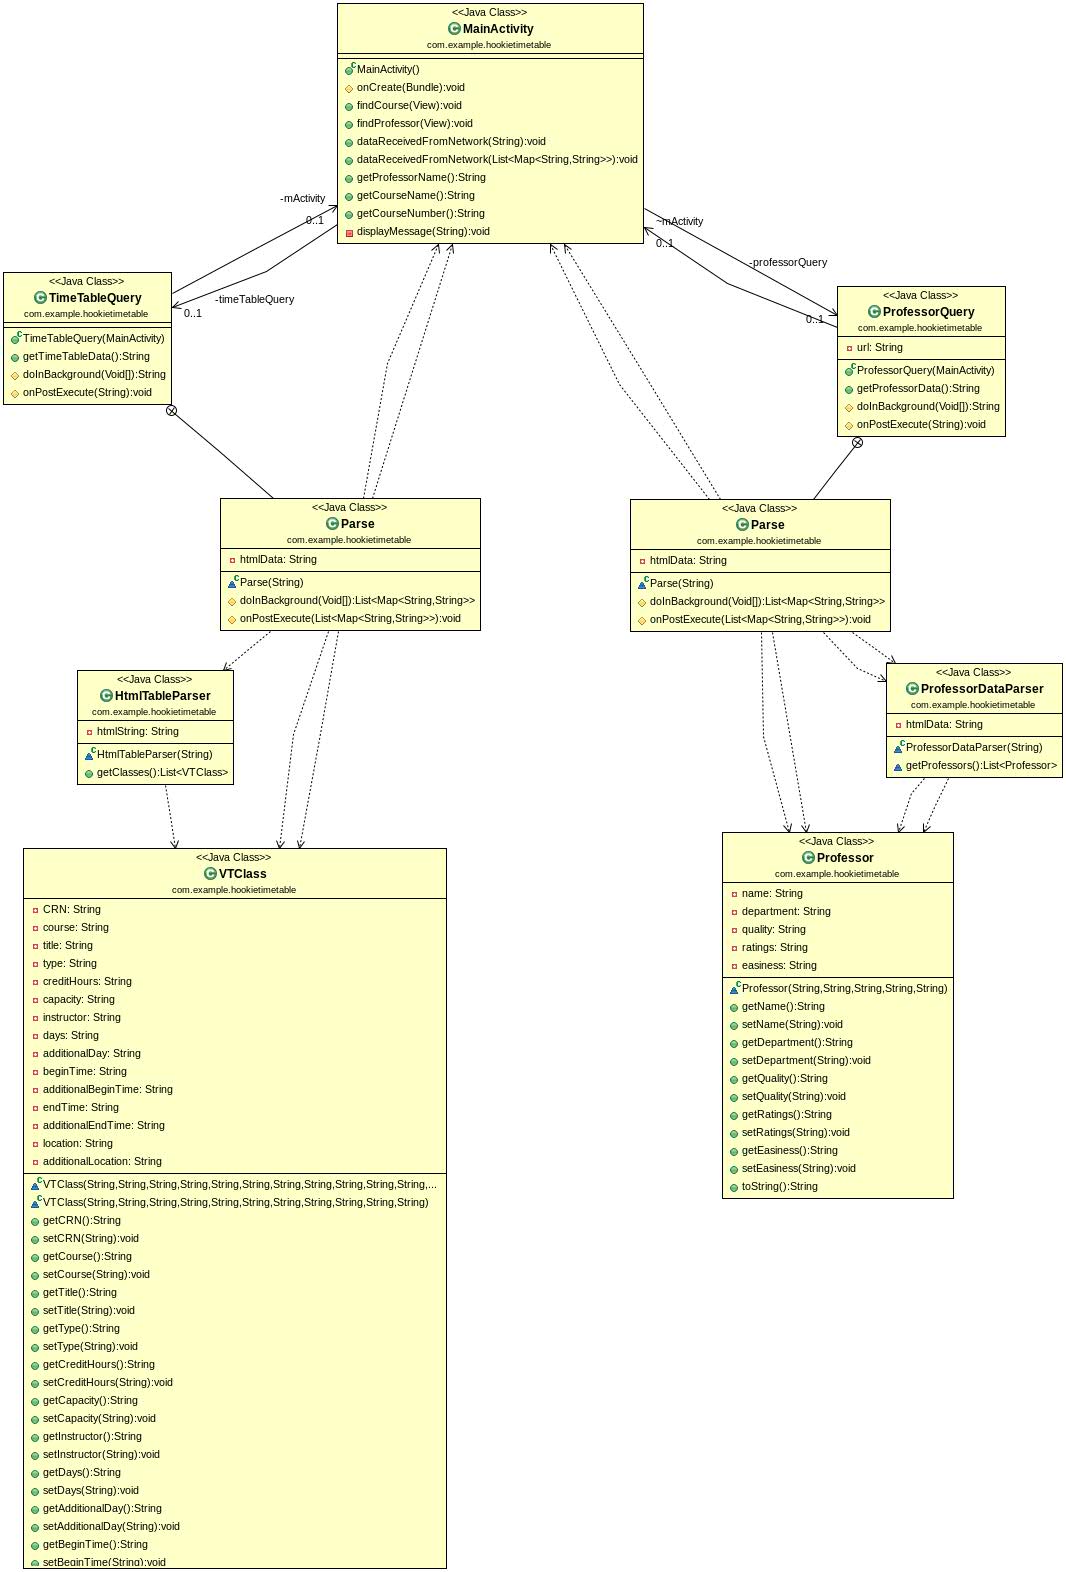 <<Java Class>>
MainActivity
com.example.hookietimetable
MainActivity()
onCreate(Bundle):void
findCourse(View):void
findProfessor(View):void
dataReceivedFromNetwork(String):void
dataReceivedFromNetwork(List<Map<String,String>>):void
getProfessorName():String
getCourseName():String
getCourseNumber():String
displayMessage(String):void
-mActivity
0..1
-timeTableQuery
0..1
~mActivity
0..1
-professorQuery
0..1
<<Java Class>>
TimeTableQuery
com.example.hookietimetable
TimeTableQuery(MainActivity)
getTimeTableData():String
doInBackground(Void[]):String
onPostExecute(String):void
<<Java Class>>
ProfessorQuery
com.example.hookietimetable
url: String
ProfessorQuery(MainActivity)
getProfessorData():String
doInBackground(Void[]):String
onPostExecute(String):void
<<Java Class>>
Parse
com.example.hookietimetable
htmlData: String
Parse(String)
doInBackground(Void[]):List<Map<String,String>>
onPostExecute(List<Map<String,String>>):void
<<Java Class>>
Parse
com.example.hookietimetable
htmlData: String
Parse(String)
doInBackground(Void[]):List<Map<String,String>>
onPostExecute(List<Map<String,String>>):void
<<Java Class>>
HtmlTableParser
com.example.hookietimetable
htmlString: String
HtmlTableParser(String)
getClasses():List<VTClass>
<<Java Class>>
ProfessorDataParser
com.example.hookietimetable
htmlData: String
ProfessorDataParser(String)
getProfessors():List<Professor>
<<Java Class>>
VTClass
com.example.hookietimetable
CRN: String
course: String
title: String
type: String
creditHours: String
capacity: String
instructor: String
days: String
additionalDay: String
beginTime: String
additionalBeginTime: String
endTime: String
additionalEndTime: String
location: String
additionalLocation: String
VTClass(String,String,String,String,String,String,String,String,String,String,String,...
VTClass(String,String,String,String,String,String,String,String,String,String,String)
getCRN():String
setCRN(String):void
getCourse():String
setCourse(String):void
getTitle():String
setTitle(String):void
getType():String
setType(String):void
getCreditHours():String
setCreditHours(String):void
getCapacity():String
setCapacity(String):void
getInstructor():String
setInstructor(String):void
getDays():String
setDays(String):void
getAdditionalDay():String
setAdditionalDay(String):void
getBeginTime():String
setBeginTime(String):void
<<Java Class>>
Professor
com.example.hookietimetable
name: String
department: String
quality: String
ratings: String
easiness: String
Professor(String,String,String,String,String)
getName():String
setName(String):void
getDepartment():String
setDepartment(String):void
getQuality():String
setQuality(String):void
getRatings():String
setRatings(String):void
getEasiness():String
setEasiness(String):void
toString():String